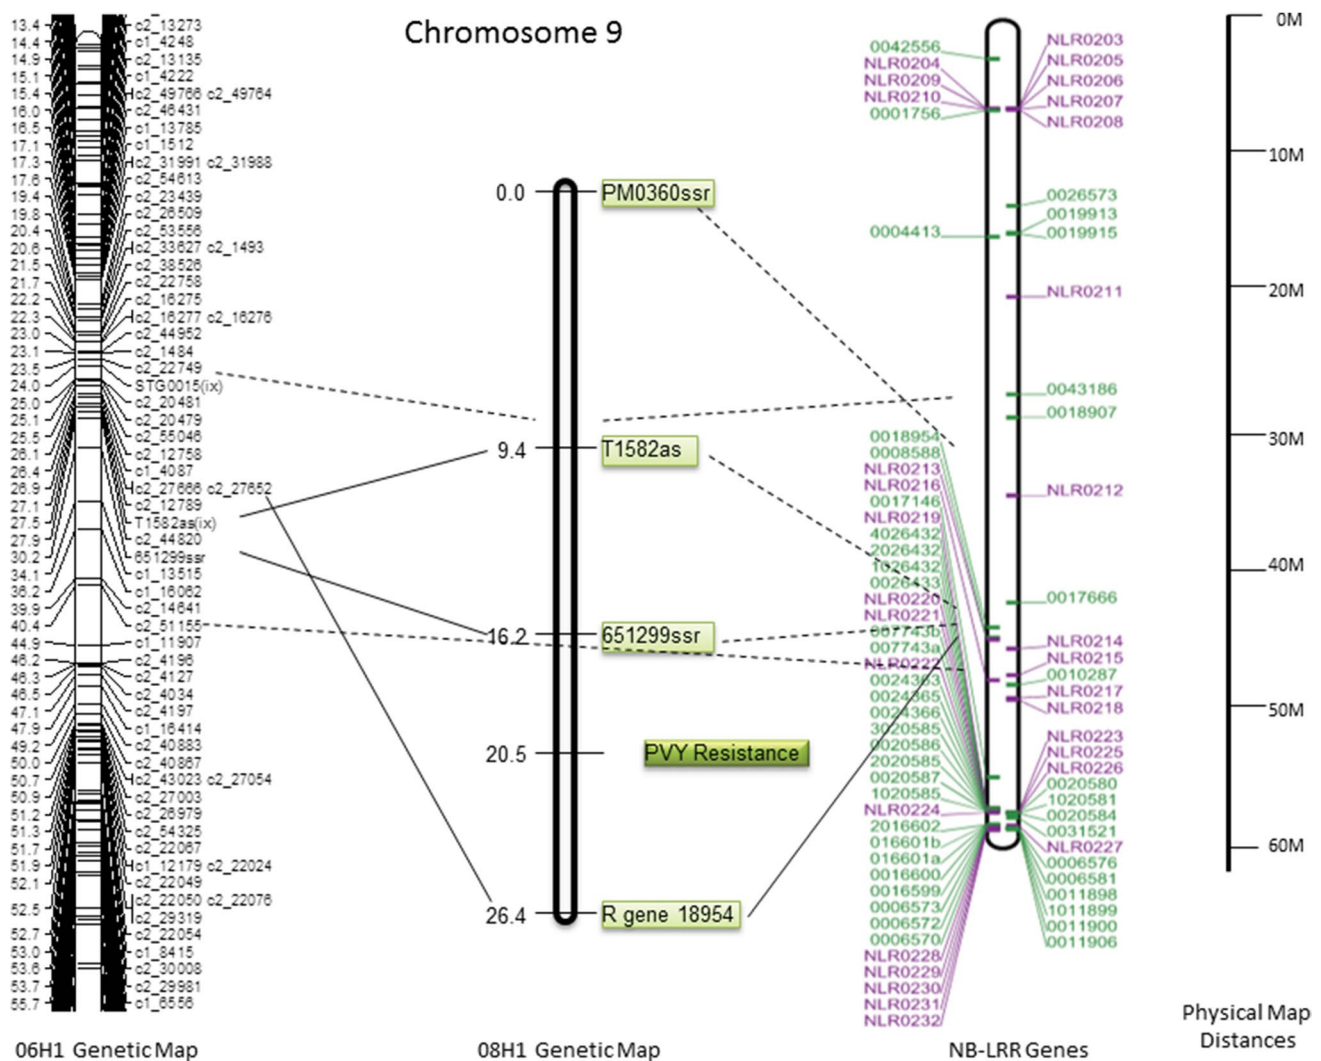 Chromosome 9
13.4 c2_13273
14.4 c1_4248
14.9 c2_13135
15.1 c1_4222
15.4 c2_49766 c2_49764
16.0 c2_46431
16.5 c1_13785
17.1 c1_1512
17.3 c2_31991 c2_31988
17.6 c2_54613
19.4 c2_23439
19.8 c2_26509
20.4 c2_53556
20.6 c2_33627 c2_1493
21.5 c2_38526
21.7 c2_22758
22.2 c2_16275
22.3 c2_16277 c2_16276
23.0 c2_44952
23.1 c2_1484
23.5 c2_22749
24.0 STG0015(ix)
25.0 c2_20481
25.1 c2_20479
25.5 c2_55046
26.1 c2_12758
26.4 c1_4087
26.9 c2_27666 c2_27652
27.1 c2_12789
27.5 T1582as(ix)
27.9 c2_44820
30.2 651299ssr
34.1 c1_13515
36.2 c1_16062
39.9 c2_14641
40.4 c2_51155
44.9 c1_11907
46.2 c2_4196
46.3 c2_4127
46.5 c2_4034
47.1 c2_4197
47.9 c1_16414
49.2 c2_40883
50.0 c2_40867
50.7 c2_43023 c2_27054
50.9 c2_27003
51.2 c2_26979
51.3 c2_54325
51.7 c2_22067
51.9 c1_12179 c2_22024
52.1 c2_22049
c2_22050 c2_22076
52.5 c2_29319
52.7 c2_22054
53.0 c1_8415
53.6 c2_30008
53.7 c2_29981
55.7 c1_6556
06H1 Genetic Map
0.0 PM0360ssr
9.4 T1582as
16.2 651299ssr
20.5 PVY Resistance
26.4 R gene 18954
08H1 Genetic Map
0042556
NLR0204
NLR0209
NLR0210
0001756
0004413
0018954
0008588
NLR0213
NLR0216
0017146
NLR0219
4026432
2026432
1026432
0026433
NLR0220
NLR0221
007743b
007743a
NLR0222
0024363
0024365
0024366
3020585
0020586
2020585
0020587
1020585
NLR0224
2016602
016601b
016601a
0016600
0016599
0006573
0006572
0006570
NLR0228
NLR0229
NLR0230
NLR0231
NLR0232
NLR0203
NLR0205
NLR0206
NLR0207
NLR0208
0026573
0019913
0019915
NLR0211
0043186
0018907
NLR0212
0017666
NLR0214
NLR0215
0010287
NLR0217
NLR0218
NLR0223
NLR0225
NLR0226
0020580
1020581
0020584
0031521
NLR0227
0006576
0006581
0011898
1011899
0011900
0011906
NB-LRR Genes
0M
10M
20M
30M
40M
50M
60M
Physical Map
Distances